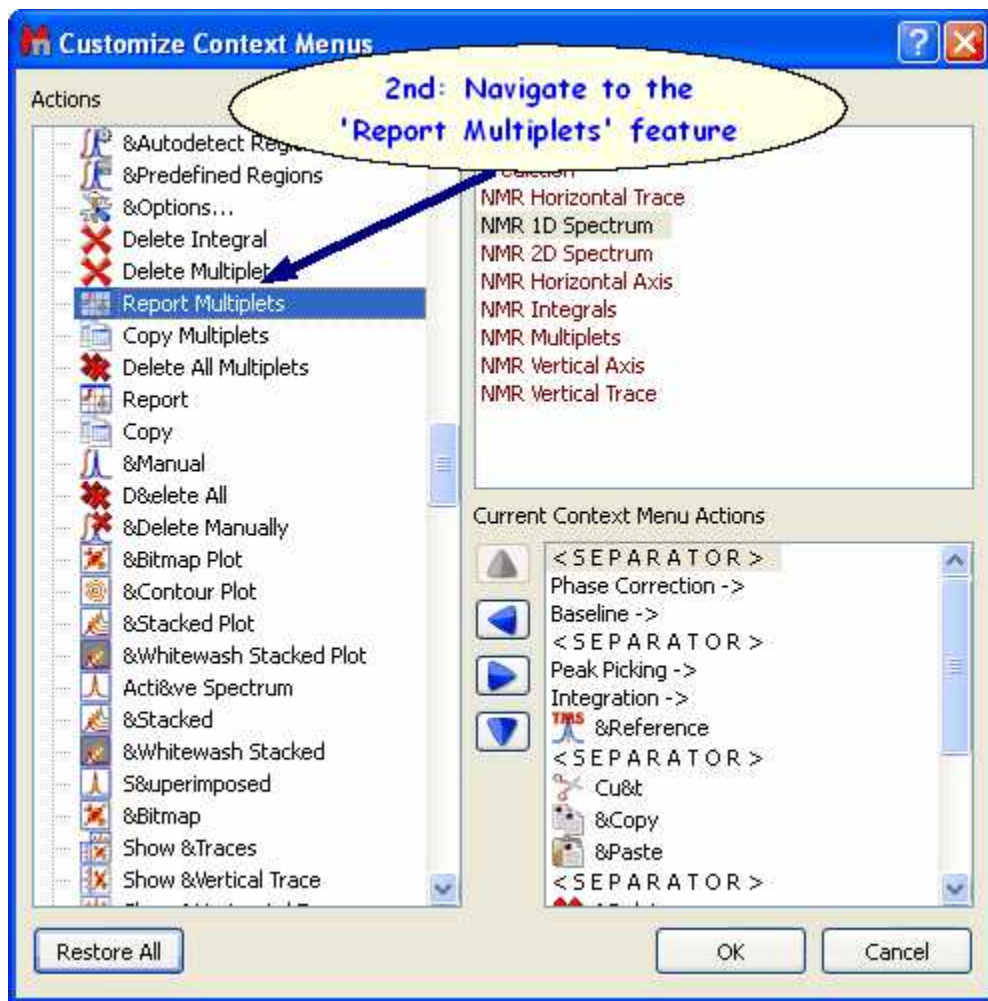 Customize Context Menus
2nd: Navigate to the
'Report Multiplets' feature
Actions
&Autodetect
&Predefined Regions
&Options...
Delete Integral
Delete Multiplet
Report Multiplets
Copy Multiplets
Delete All Multiplets
Report
Copy
&Manual
D&elete All
&Delete Manually
&Bitmap Plot
&Contour Plot
&Stacked Plot
&Whitewash Stacked Plot
Acti&ve Spectrum
&Stacked
&Whitewash Stacked
S&uperimposed
&Bitmap
Show &Traces
Show &Vertical Trace
NMR Horizontal Trace
NMR 1D Spectrum
NMR 2D Spectrum
NMR Horizontal Axis
NMR Integrals
NMR Multiplets
NMR Vertical Axis
NMR Vertical Trace
Current Context Menu Actions
< S E P A R A T O R >
Phase Correction ->
Baseline ->
< S E P A R A T O R >
Peak Picking ->
Integration ->
TMS &Reference
< S E P A R A T O R >
Cu&t
&Copy
&Paste
< S E P A R A T O R >
Restore All
OK
Cancel